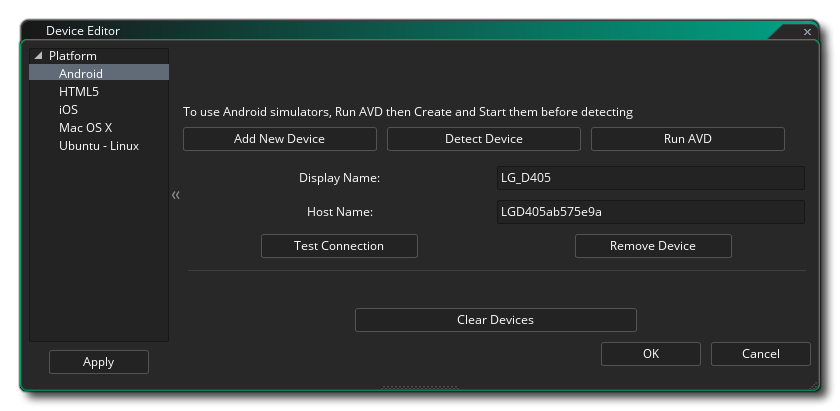 Device Editor
Platform
Android
HTML5
iOS
Mac OS X
Ubuntu - Linux
To use Android simulators, Run AVD then Create and Start them before detecting
Add New Device Detect Device Run AVD
Display Name: LG_D405
Host Name: LGD405ab575e9a
Test Connection Remove Device
Clear Devices
Apply OK Cancel